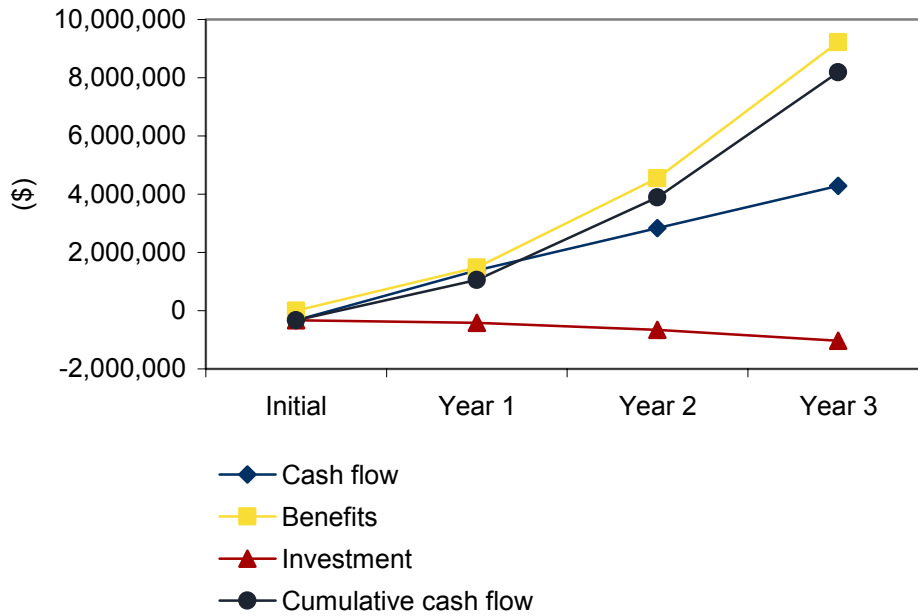 10,000,000
8,000,000
6,000,000
4,000,000
2,000,000
0
-2,000,000
($)
Initial Year 1 Year 2 Year 3
Cash flow
Benefits
Investment
Cumulative cash flow